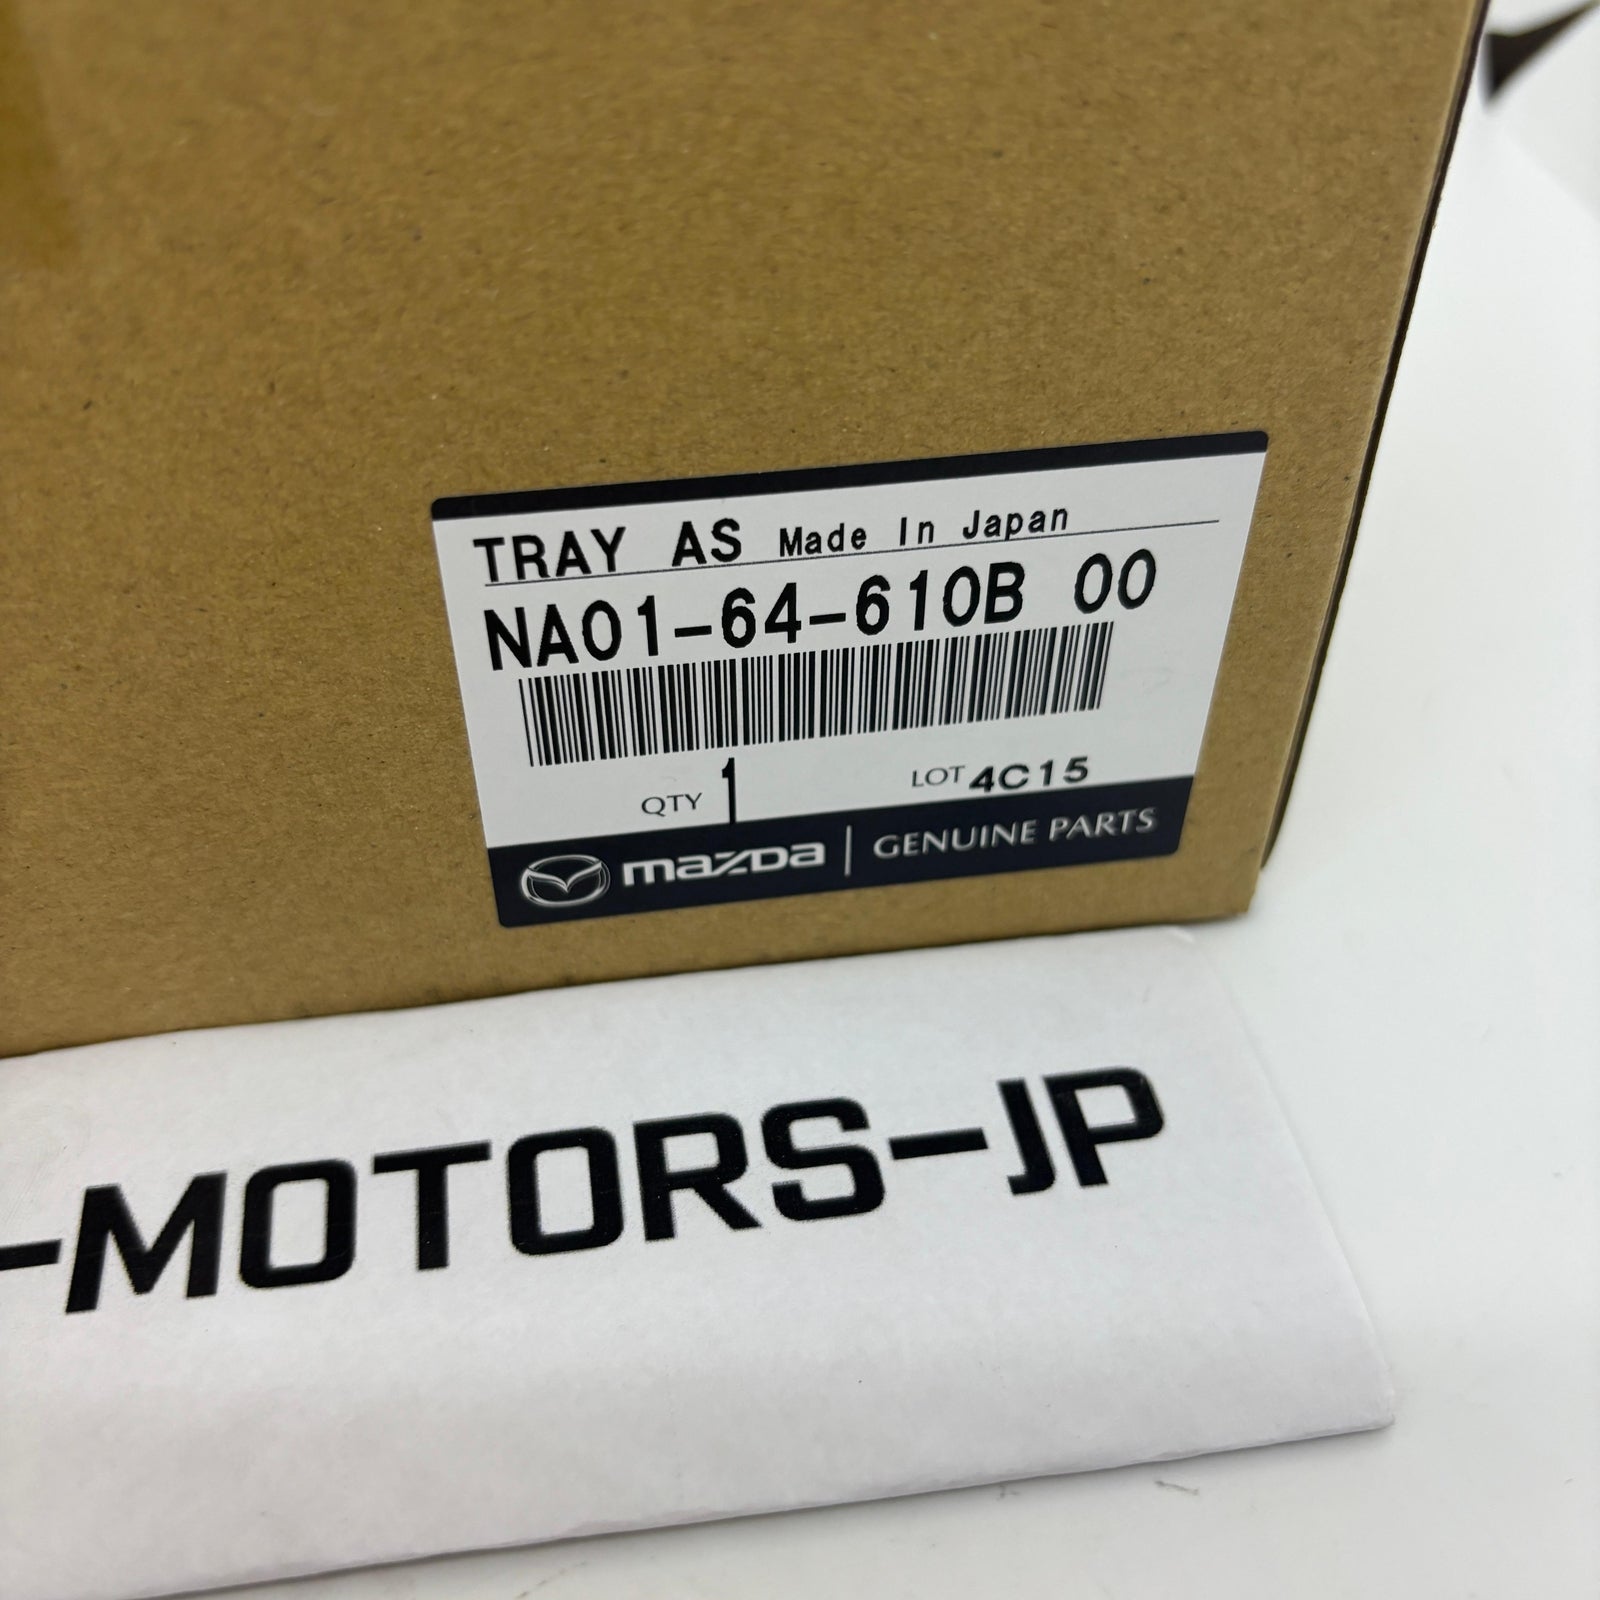 TRAY AS Made In Japan
NA01-64-610B 00
QTY 1 LOT 4C15
mazda | GENUINE PARTS
-MOTORS-JP